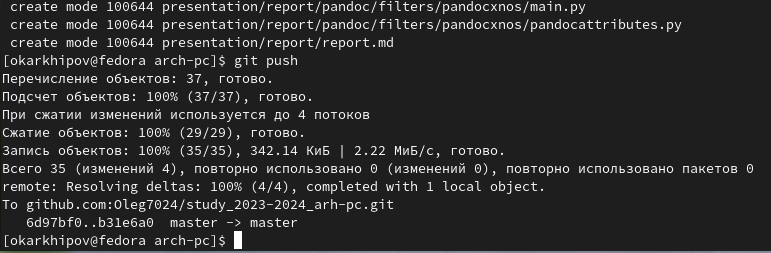 create mode 100644 presentation/report/pandoc/filters/pandocxnos/main.py
create mode 100644 presentation/report/pandoc/filters/pandocxnos/pandocattributes.py
create mode 100644 presentation/report/report.md
[okarkhipov@fedora arch-pc]$ git push
Перечисление объектов: 37, готово.
Подсчет объектов: 100% (37/37), готово.
При сжатии изменений используется до 4 потоков
Сжатие объектов: 100% (29/29), готово.
Запись объектов: 100% (35/35), 342.14 КиБ | 2.22 МиБ/с, готово.
Всего 35 (изменений 4), повторно использовано 0 (изменений 0), повторно использовано пакетов 0
remote: Resolving deltas: 100% (4/4), completed with 1 local object.
To github.com:Oleg7024/study_2023-2024_arh-pc.git
6d97bf0..b31e6a0  master -> master
[okarkhipov@fedora arch-pc]$